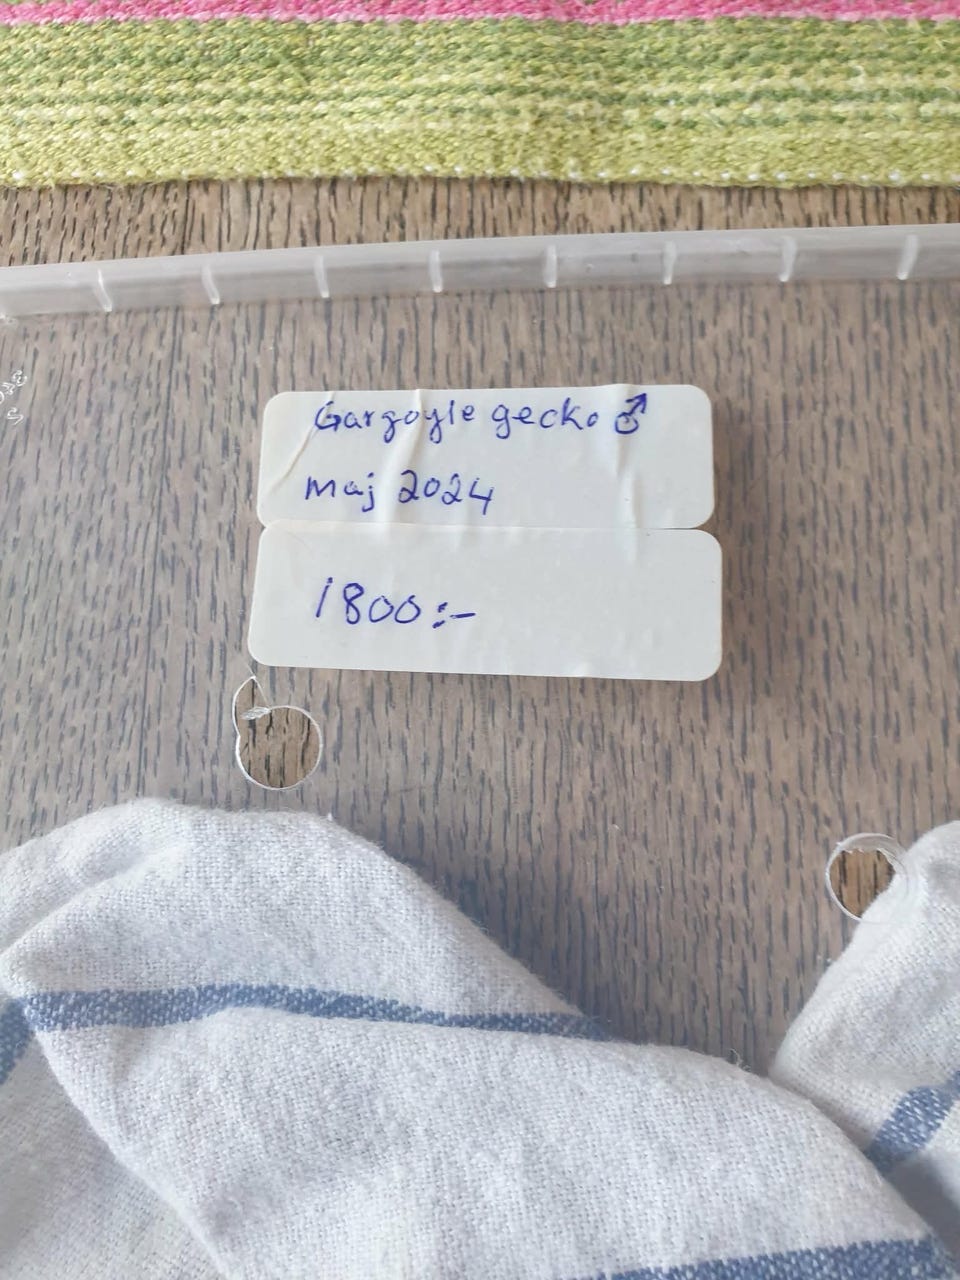 Gargoyle gecko ♂
maj 2024
1800:-